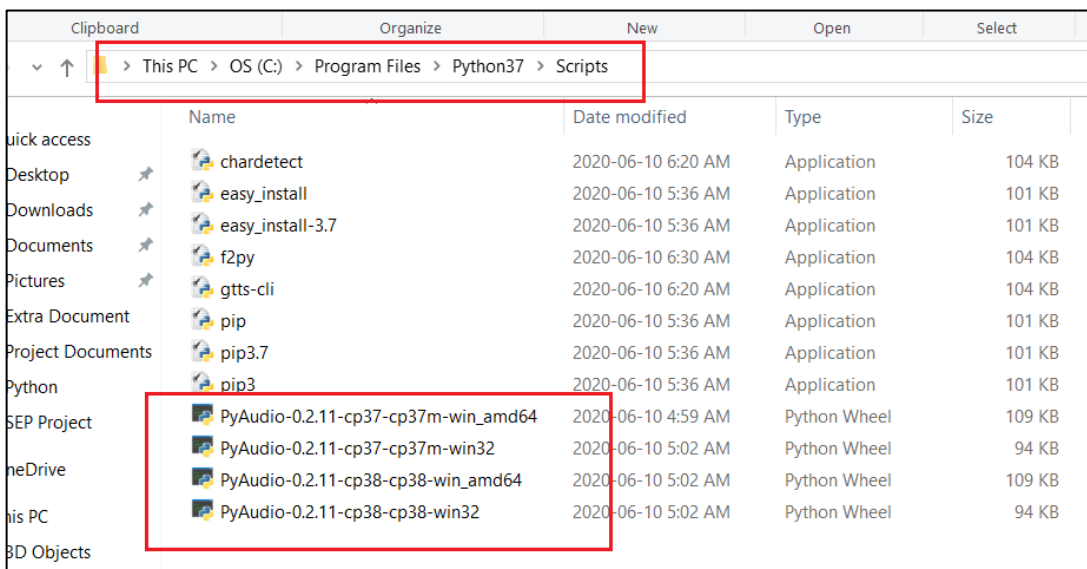 Clipboard Organize New Open Select
This PC > OS (C:) > Program Files > Python37 > Scripts
Name Date modified Type Size
uick access
Desktop
Downloads
Documents
Pictures
Extra Document
Project Documents
Python
SEP Project
neDrive
his PC
3D Objects
chardetect 2020-06-10 6:20 AM Application 104 KB
easy_install 2020-06-10 5:36 AM Application 101 KB
easy_install-3.7 2020-06-10 5:36 AM Application 101 KB
f2py 2020-06-10 6:30 AM Application 104 KB
gtts-cli 2020-06-10 6:20 AM Application 104 KB
pip 2020-06-10 5:36 AM Application 101 KB
pip3.7 2020-06-10 5:36 AM Application 101 KB
pip3 2020-06-10 5:36 AM Application 101 KB
PyAudio-0.2.11-cp37-cp37m-win_amd64 2020-06-10 4:59 AM Python Wheel 109 KB
PyAudio-0.2.11-cp37-cp37m-win32 2020-06-10 5:02 AM Python Wheel 94 KB
PyAudio-0.2.11-cp38-cp38-win_amd64 2020-06-10 5:02 AM Python Wheel 109 KB
PyAudio-0.2.11-cp38-cp38-win32 2020-06-10 5:02 AM Python Wheel 94 KB